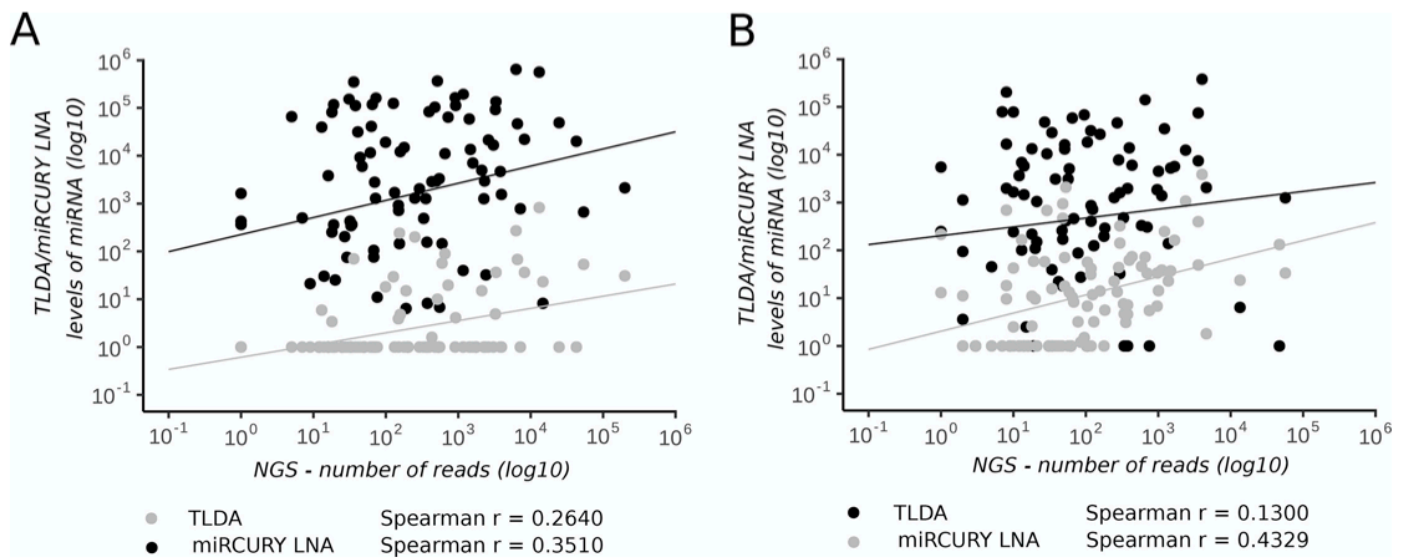 A
B
TLDA/miRCURY LNA
levels of miRNA (log10)
10^6
10^5
10^4
10^3
10^2
10^1
10^0
10^-1
10^-1 10^0 10^1 10^2 10^3 10^4 10^5 10^6
NGS - number of reads (log10)
TLDA Spearman r = 0.2640
miRCURY LNA Spearman r = 0.3510
TLDA/miRCURY LNA
levels of miRNA (log10)
10^6
10^5
10^4
10^3
10^2
10^1
10^0
10^-1
10^-1 10^0 10^1 10^2 10^3 10^4 10^5 10^6
NGS - number of reads (log10)
TLDA Spearman r = 0.1300
miRCURY LNA Spearman r = 0.4329